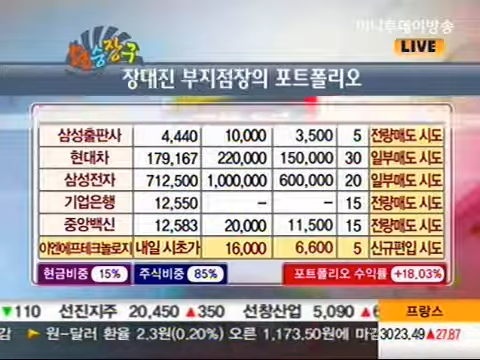 머니투데이방송
LIVE
승장구
장대진 부지점장의 포트폴리오
삼성출판사 4,440 10,000 3,500 5 전량매도 시도
현대차 179,167 220,000 150,000 30 일부매도 시도
삼성전자 712,500 1,000,000 600,000 20 일부매도 시도
기업은행 12,550 – – 15 전량매도 시도
중앙백신 12,583 20,000 11,500 15 전량매도 시도
이엔에프테크놀로지 내일 시초가 16,000 6,600 5 신규편입 시도
현금비중 15% 주식비중 85% 포트폴리오 수익률 +18,03%
▼110 선진지주 20,450 ▲350 선창산업 5,090 ▲6 프랑스
감 ▶ 원-달러 환율 2.3원(0.20%) 오른 1,173.50원에 마감 3023.49▲27.87